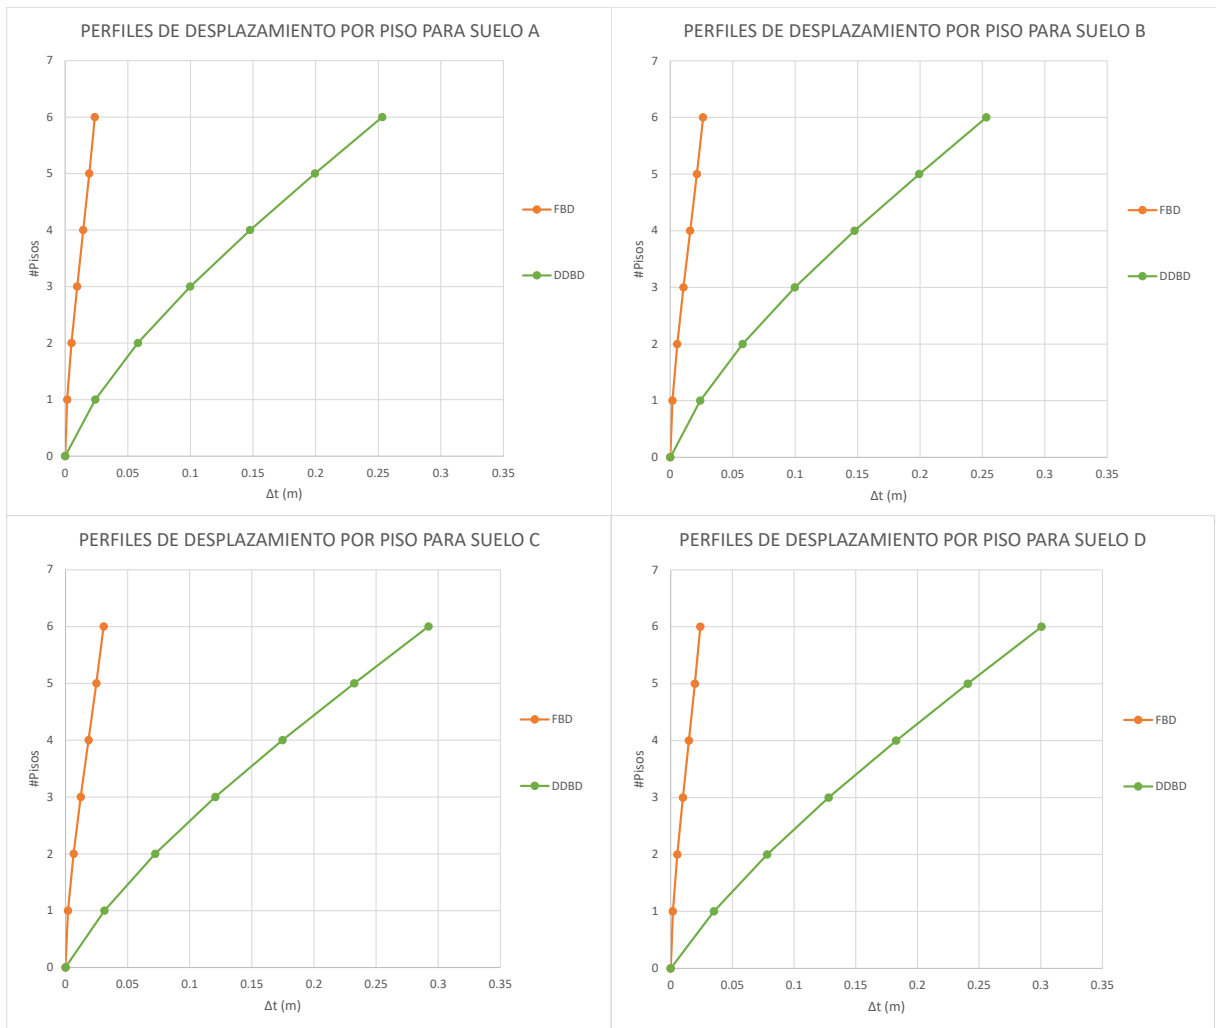 PERFILES DE DESPLAZAMIENTO POR PISO PARA SUELO A
7
6
5
4
3
2
1
0
#Pisos
0 0.05 0.1 0.15 0.2 0.25 0.3 0.35
Δt (m)
FBD
DDBD
PERFILES DE DESPLAZAMIENTO POR PISO PARA SUELO B
7
6
5
4
3
2
1
0
#Pisos
0 0.05 0.1 0.15 0.2 0.25 0.3 0.35
Δt (m)
FBD
DDBD
PERFILES DE DESPLAZAMIENTO POR PISO PARA SUELO C
7
6
5
4
3
2
1
0
#Pisos
0 0.05 0.1 0.15 0.2 0.25 0.3 0.35
Δt (m)
FBD
DDBD
PERFILES DE DESPLAZAMIENTO POR PISO PARA SUELO D
7
6
5
4
3
2
1
0
#Pisos
0 0.05 0.1 0.15 0.2 0.25 0.3 0.35
Δt (m)
FBD
DDBD